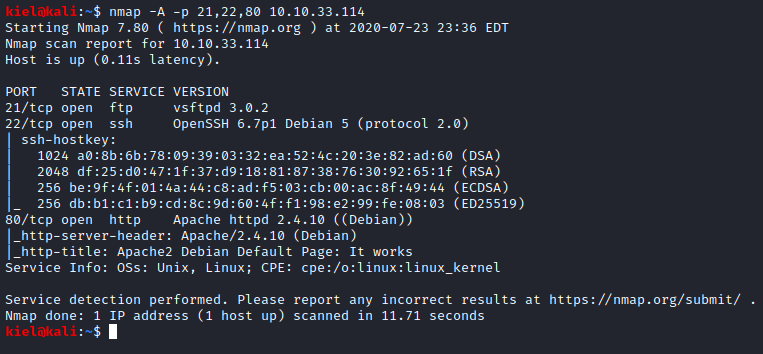 kiel@kali:~$ nmap -A -p 21,22,80 10.10.33.114
Starting Nmap 7.80 ( https://nmap.org ) at 2020-07-23 23:36 EDT
Nmap scan report for 10.10.33.114
Host is up (0.11s latency).
PORT   STATE SERVICE VERSION
21/tcp open  ftp     vsftpd 3.0.2
22/tcp open  ssh     OpenSSH 6.7p1 Debian 5 (protocol 2.0)
| ssh-hostkey:
|   1024 a0:8b:6b:78:09:39:03:32:ea:52:4c:20:3e:82:ad:60 (DSA)
|   2048 df:25:d0:47:1f:37:d9:18:81:87:38:76:30:92:65:1f (RSA)
|   256 be:9f:4f:01:4a:44:c8:ad:f5:03:cb:00:ac:8f:49:44 (ECDSA)
|_  256 db:b1:c1:b9:cd:8c:9d:60:4f:f1:98:e2:99:fe:08:03 (ED25519)
80/tcp open  http    Apache httpd 2.4.10 ((Debian))
|_http-server-header: Apache/2.4.10 (Debian)
|_http-title: Apache2 Debian Default Page: It works
Service Info: OSs: Unix, Linux; CPE: cpe:/o:linux:linux_kernel
Service detection performed. Please report any incorrect results at https://nmap.org/submit/ .
Nmap done: 1 IP address (1 host up) scanned in 11.71 seconds
kiel@kali:~$